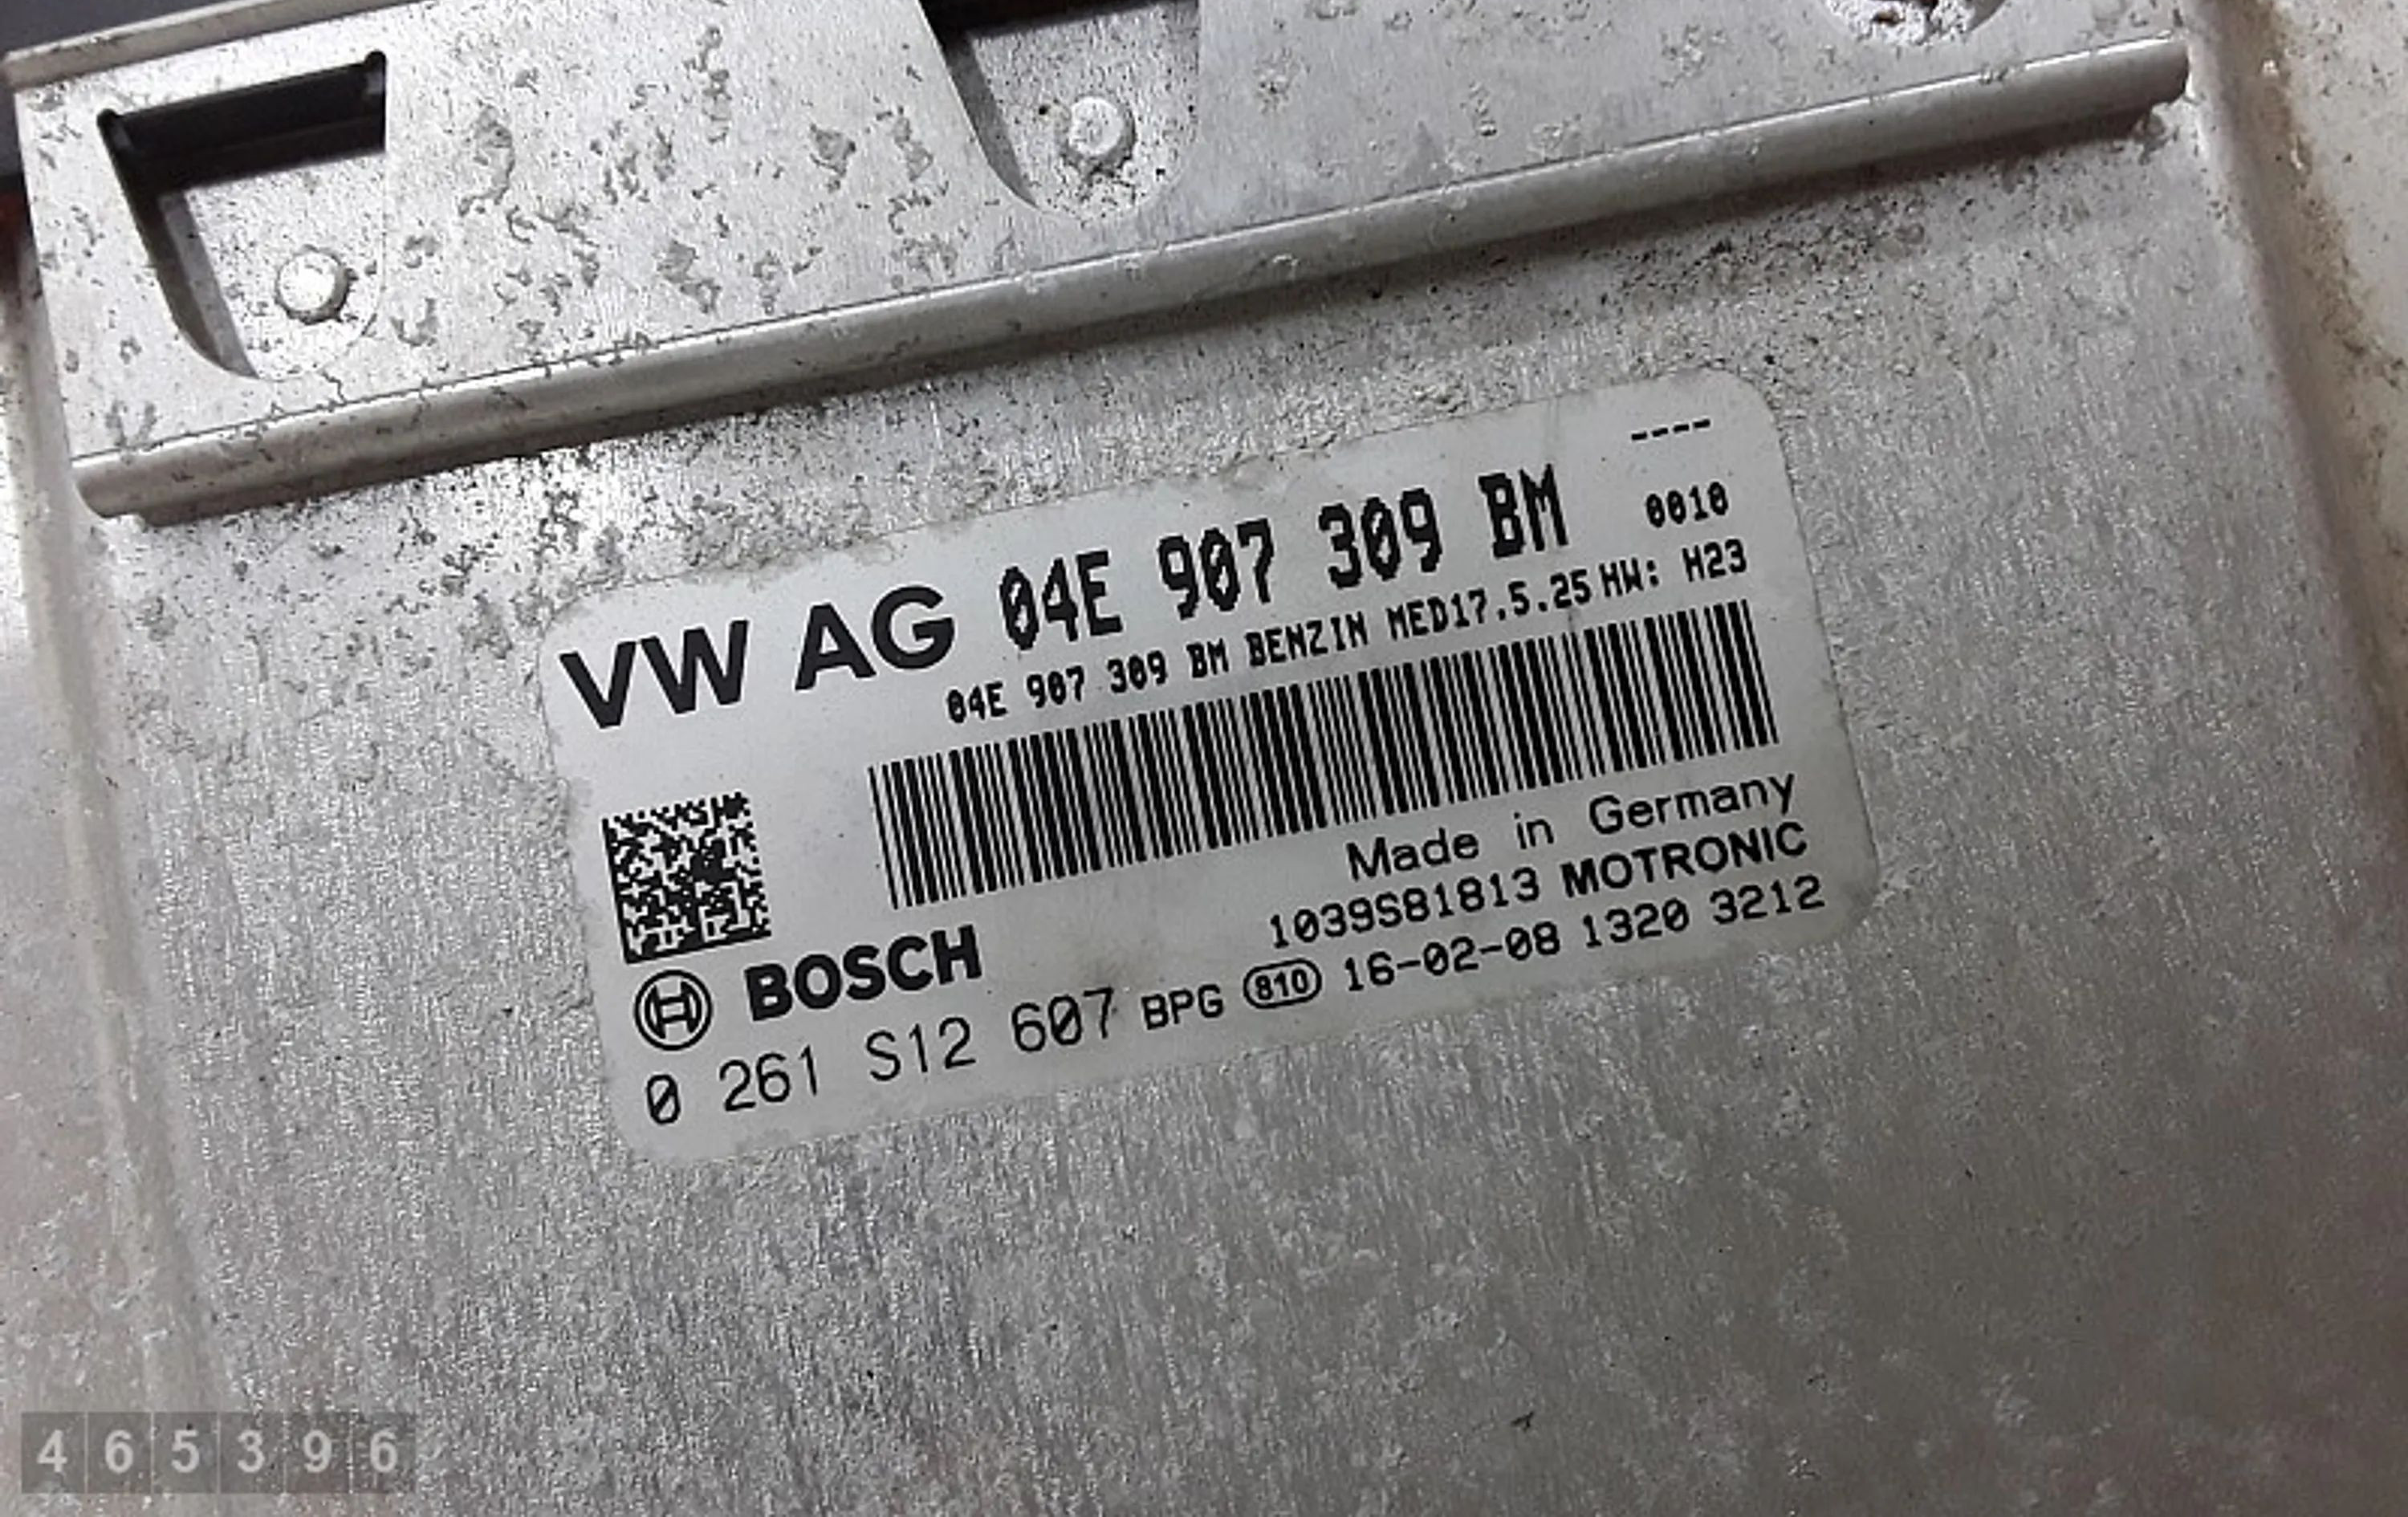 ----
VW AG 04E 907 309 BM 0010
04E 907 309 BM BENZIN MED17.5.25 HW: H23
Made in Germany
1039S81813 MOTRONIC
BOSCH
0 261 S12 607 BPG 810 16-02-08 1320 3212
465396